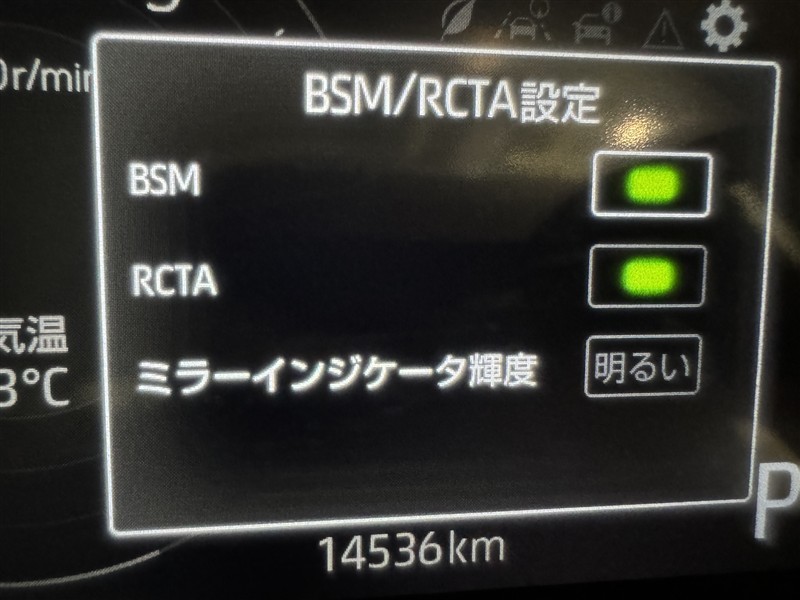 0r/min
BSM/RCTA設定
BSM
RCTA
気温
3°C
ミラーインジケータ輝度 明るい
P
14536km